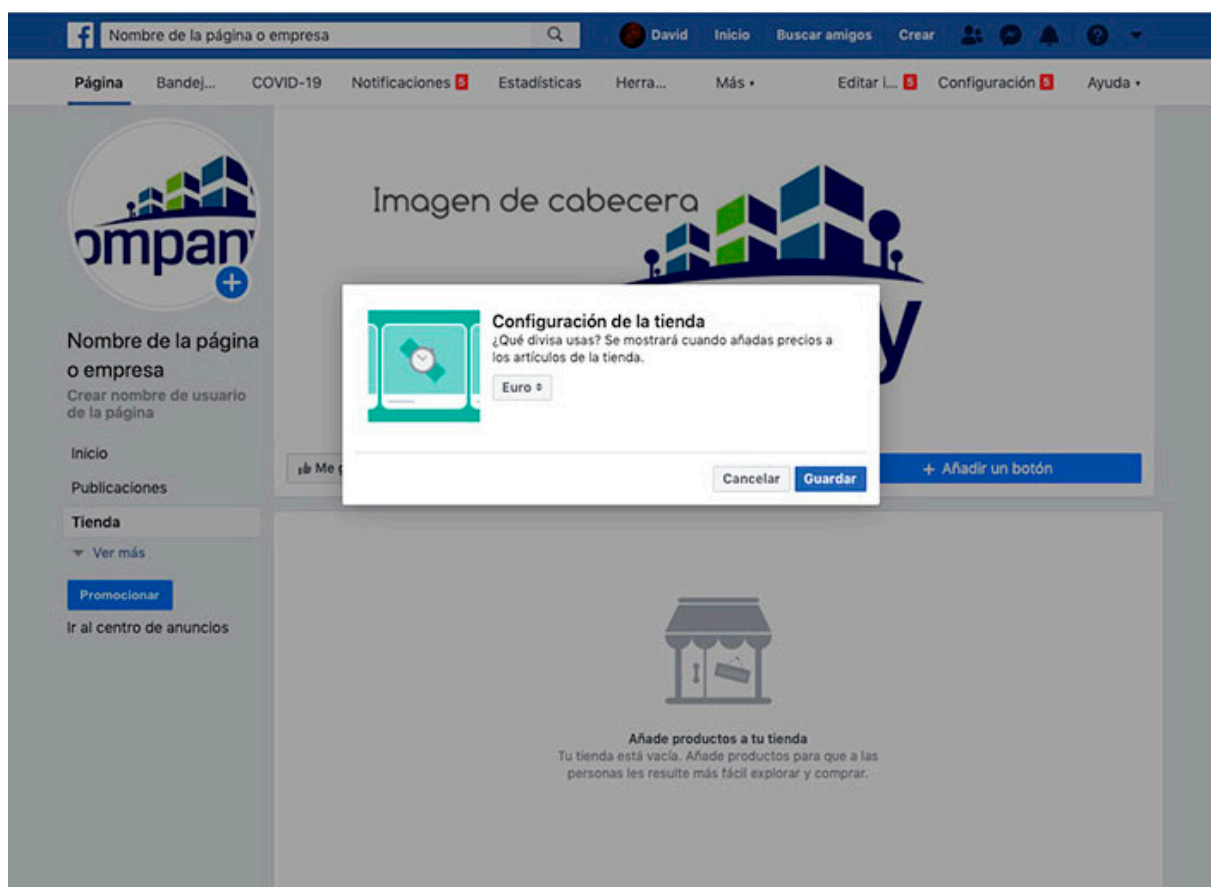 Nombre de la página o empresa
David Inicio Buscar amigos Crear
Página Bandej... COVID-19 Notificaciones 5 Estadísticas Herra... Más Editar i... 5 Configuración 5 Ayuda
Imagen de cabecera
ompany
Nombre de la página
o empresa
Crear nombre de usuario
de la página
Inicio
Publicaciones
Tienda
Ver más
Promocionar
Ir al centro de anuncios
Configuración de la tienda
¿Qué divisa usas? Se mostrará cuando añadas precios a
los artículos de la tienda.
Euro
Cancelar Guardar
Me g
+ Añadir un botón
Añade productos a tu tienda
Tu tienda está vacía. Añade productos para que a las
personas les resulte más fácil explorar y comprar.